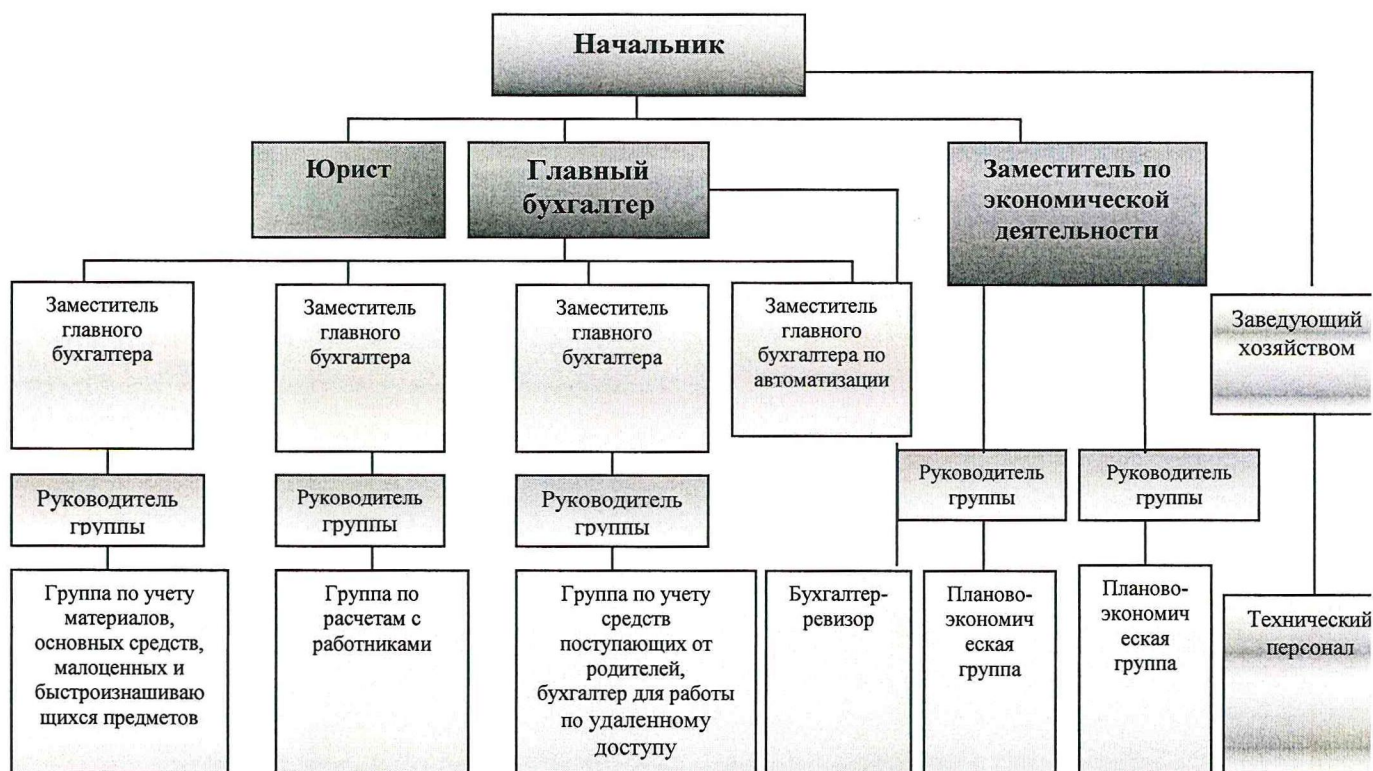 Начальник
Юрист
Главный
бухгалтер
Заместитель по
экономической
деятельности
Заместитель
главного
бухгалтера
Заместитель
главного
бухгалтера
Заместитель
главного
бухгалтера
Заместитель
главного
бухгалтера по
автоматизации
Заведующий
хозяйством
Руководитель
группы
Руководитель
группы
Руководитель
группы
Руководитель
группы
Руководитель
группы
Группа по учету
материалов,
основных средств,
малоценных и
быстроизнашиваю
щихся предметов
Группа по
расчетам с
работниками
Группа по учету
средств
поступающих от
родителей,
бухгалтер для работы
по удаленному
доступу
Бухгалтер-
ревизор
Планово-
экономич
еская
группа
Планово-
экономич
еская
группа
Технический
персонал